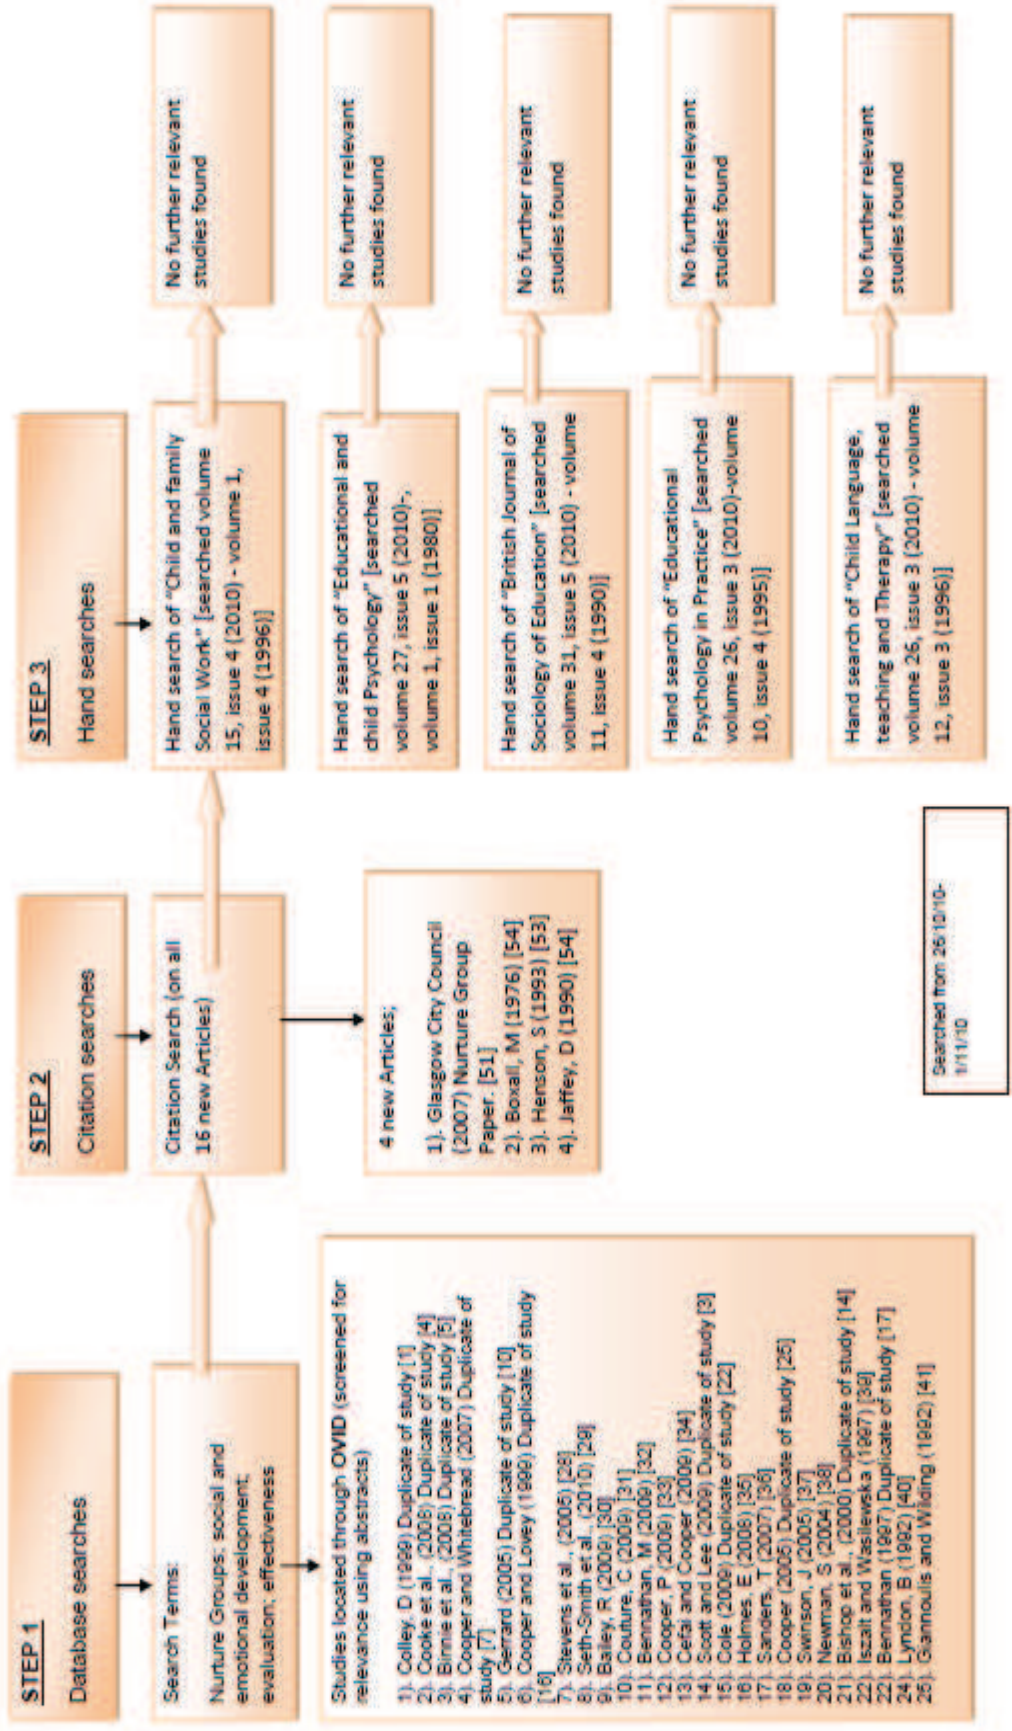 STEP 1
Database searches
Search Terms:
Nurture Groups; social and
emotional development;
evaluation; effectiveness
Studies located through OVID (screened for
relevance using abstracts)
1). Colley, D (1999) Duplicate of study [1]
2). Cooke et al., (2008) Duplicate of study [4]
3). Binnie et al., (2008) Duplicate of study [5]
4). Cooper and Whitebread (2007) Duplicate of
study [7]
5). Gerrard (2005) Duplicate of study [10]
6). Cooper and Lovey (1999) Duplicate of study
[16]
7). Stevens et al., (2005) [28]
8). Seth-Smith et al., (2010) [29]
9). Bailey, R (2009) [30]
10). Couture, C (2009) [31]
11). Bennathan, M (2009) [32]
12). Cooper, P (2009) [33]
13). Cefai and Cooper (2009) [34]
14). Scott and Lee (2009) Duplicate of study [3]
15). Cole (2009) Duplicate of study [22]
16). Holmes, E (2006) [35]
17). Sanders, T (2007) [36]
18). Cooper (2005) Duplicate of study [25]
19). Swinson, J (2005) [37]
20). Newman, S (2004) [38]
21). Bishop et al., (2000) Duplicate of study [14]
22). Iszalt and Wasilewska (1997) [39]
22). Bennathan (1997) Duplicate of study [17]
24). Lyndon, B (1992) [40]
25). Giannoulis and Wilding (1992) [41]
STEP 2
Citation searches
Citation Search (on all
16 new Articles)
4 new Articles;
1). Glasgow City Council
(2007) Nurture Group
Paper. [51]
2). Boxall, M (1976) [54]
3). Henson, S (1993) [53]
4). Jaffey, D (1990) [54]
STEP 3
Hand searches
Hand search of "Child and family
Social Work" [searched volume
15, issue 4 (2010) - volume 1,
issue 4 (1996)]
No further relevant
studies found
Hand search of "Educational and
child Psychology" [searched
volume 27, issue 5 (2010)-,
volume 1, issue 1 (1980)]
No further relevant
studies found
Hand search of "British Journal of
Sociology of Education" [searched
volume 31, issue 5 (2010) - volume
11, issue 4 (1990)]
No further relevant
studies found
Hand search of "Educational
Psychology in Practice" [searched
volume 26, issue 3 (2010)-volume
10, issue 4 (1995)]
No further relevant
studies found
Hand search of "Child Language,
teaching and Therapy" [searched
volume 26, issue 3 (2010) - volume
12, issue 3 (1996)]
No further relevant
studies found
Searched from 26/10/10-
1/11/10